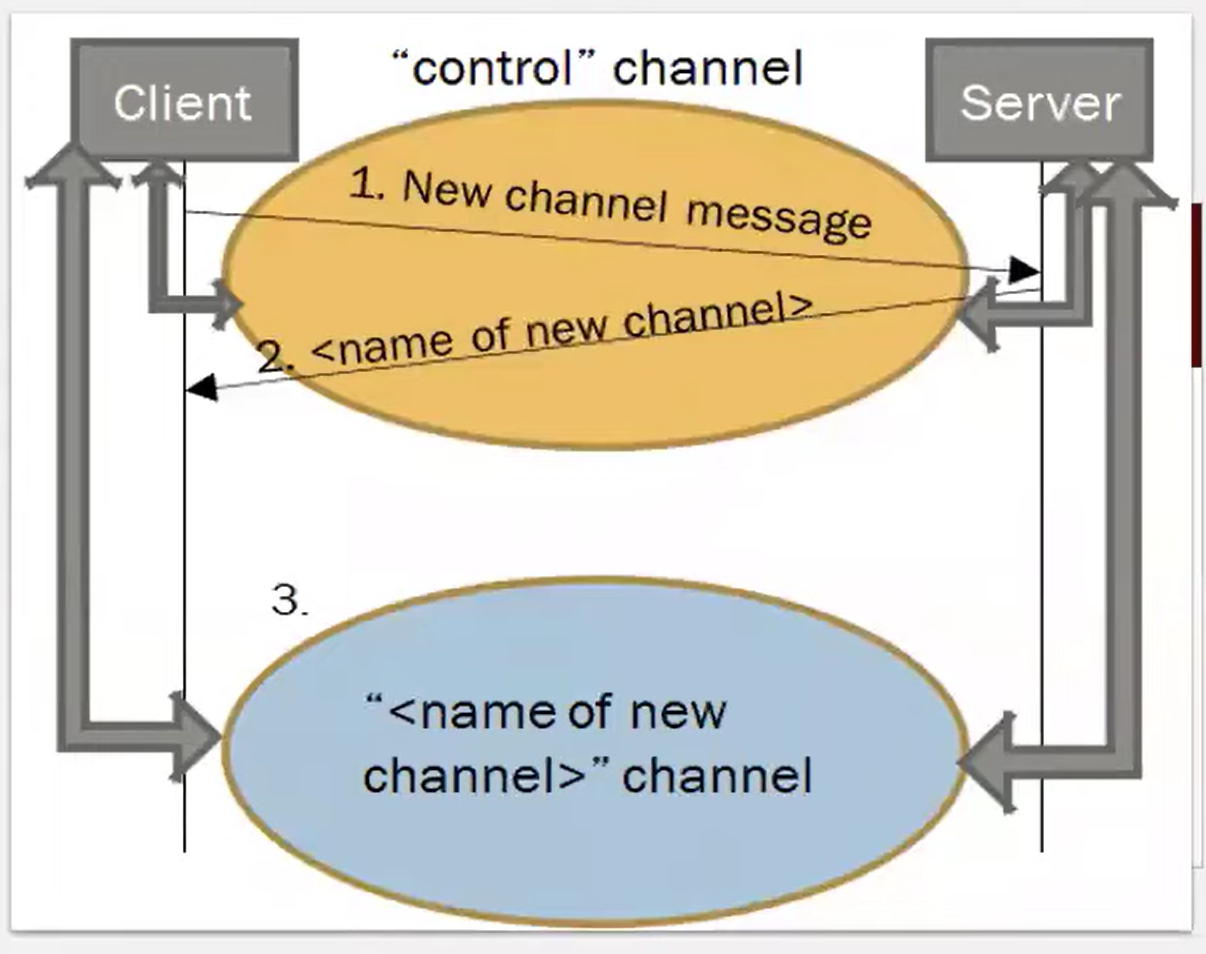 “control” channel
Client
Server
1. New channel message
2. <name of new channel>
3.
“<name of new
channel>” channel